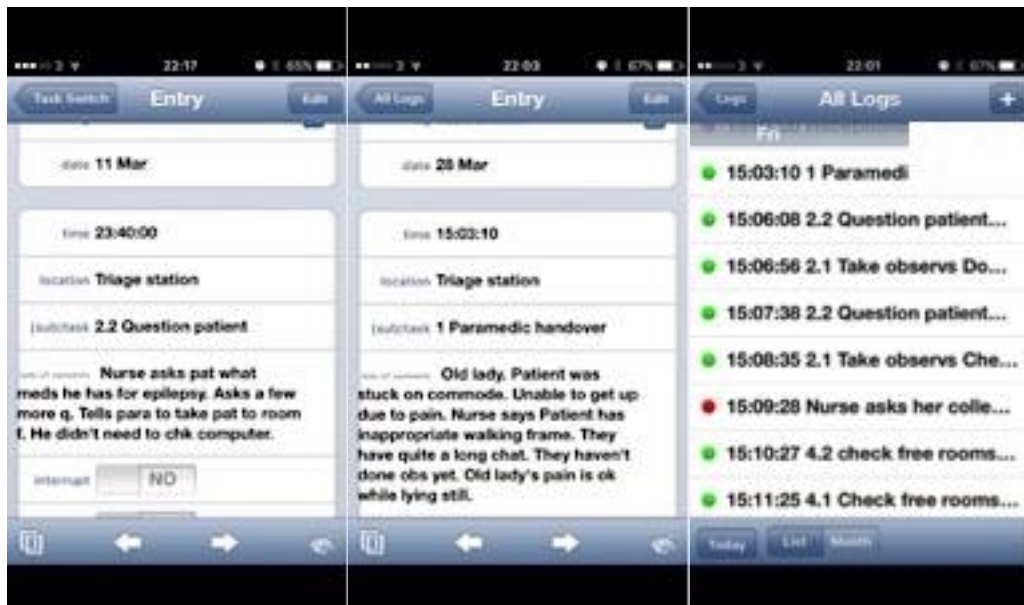 3 22:17 65%
Task Switch Entry Edit
date 11 Mar
time 23:40:00
location Triage station
subtask 2.2 Question patient
Nurse asks pat what
meds he has for epilepsy. Asks a few
more q. Tells para to take pat to room
f. He didn't need to chk computer.
interrupt NO
3 22:03 67%
All Logs Entry Edit
date 28 Mar
time 15:03:10
location Triage station
subtask 1 Paramedic handover
Old lady. Patient was
stuck on commode. Unable to get up
due to pain. Nurse says Patient has
inappropriate walking frame. They
have quite a long chat. They haven't
done obs yet. Old lady's pain is ok
while lying still.
3 22:01 67%
Logs All Logs +
Fri
15:03:10 1 Paramedi
15:06:08 2.2 Question patient...
15:06:56 2.1 Take observs Do...
15:07:38 2.2 Question patient...
15:08:35 2.1 Take observs Che...
15:09:28 Nurse asks her colle...
15:10:27 4.2 check free rooms...
15:11:25 4.1 Check free rooms...
Today List Month